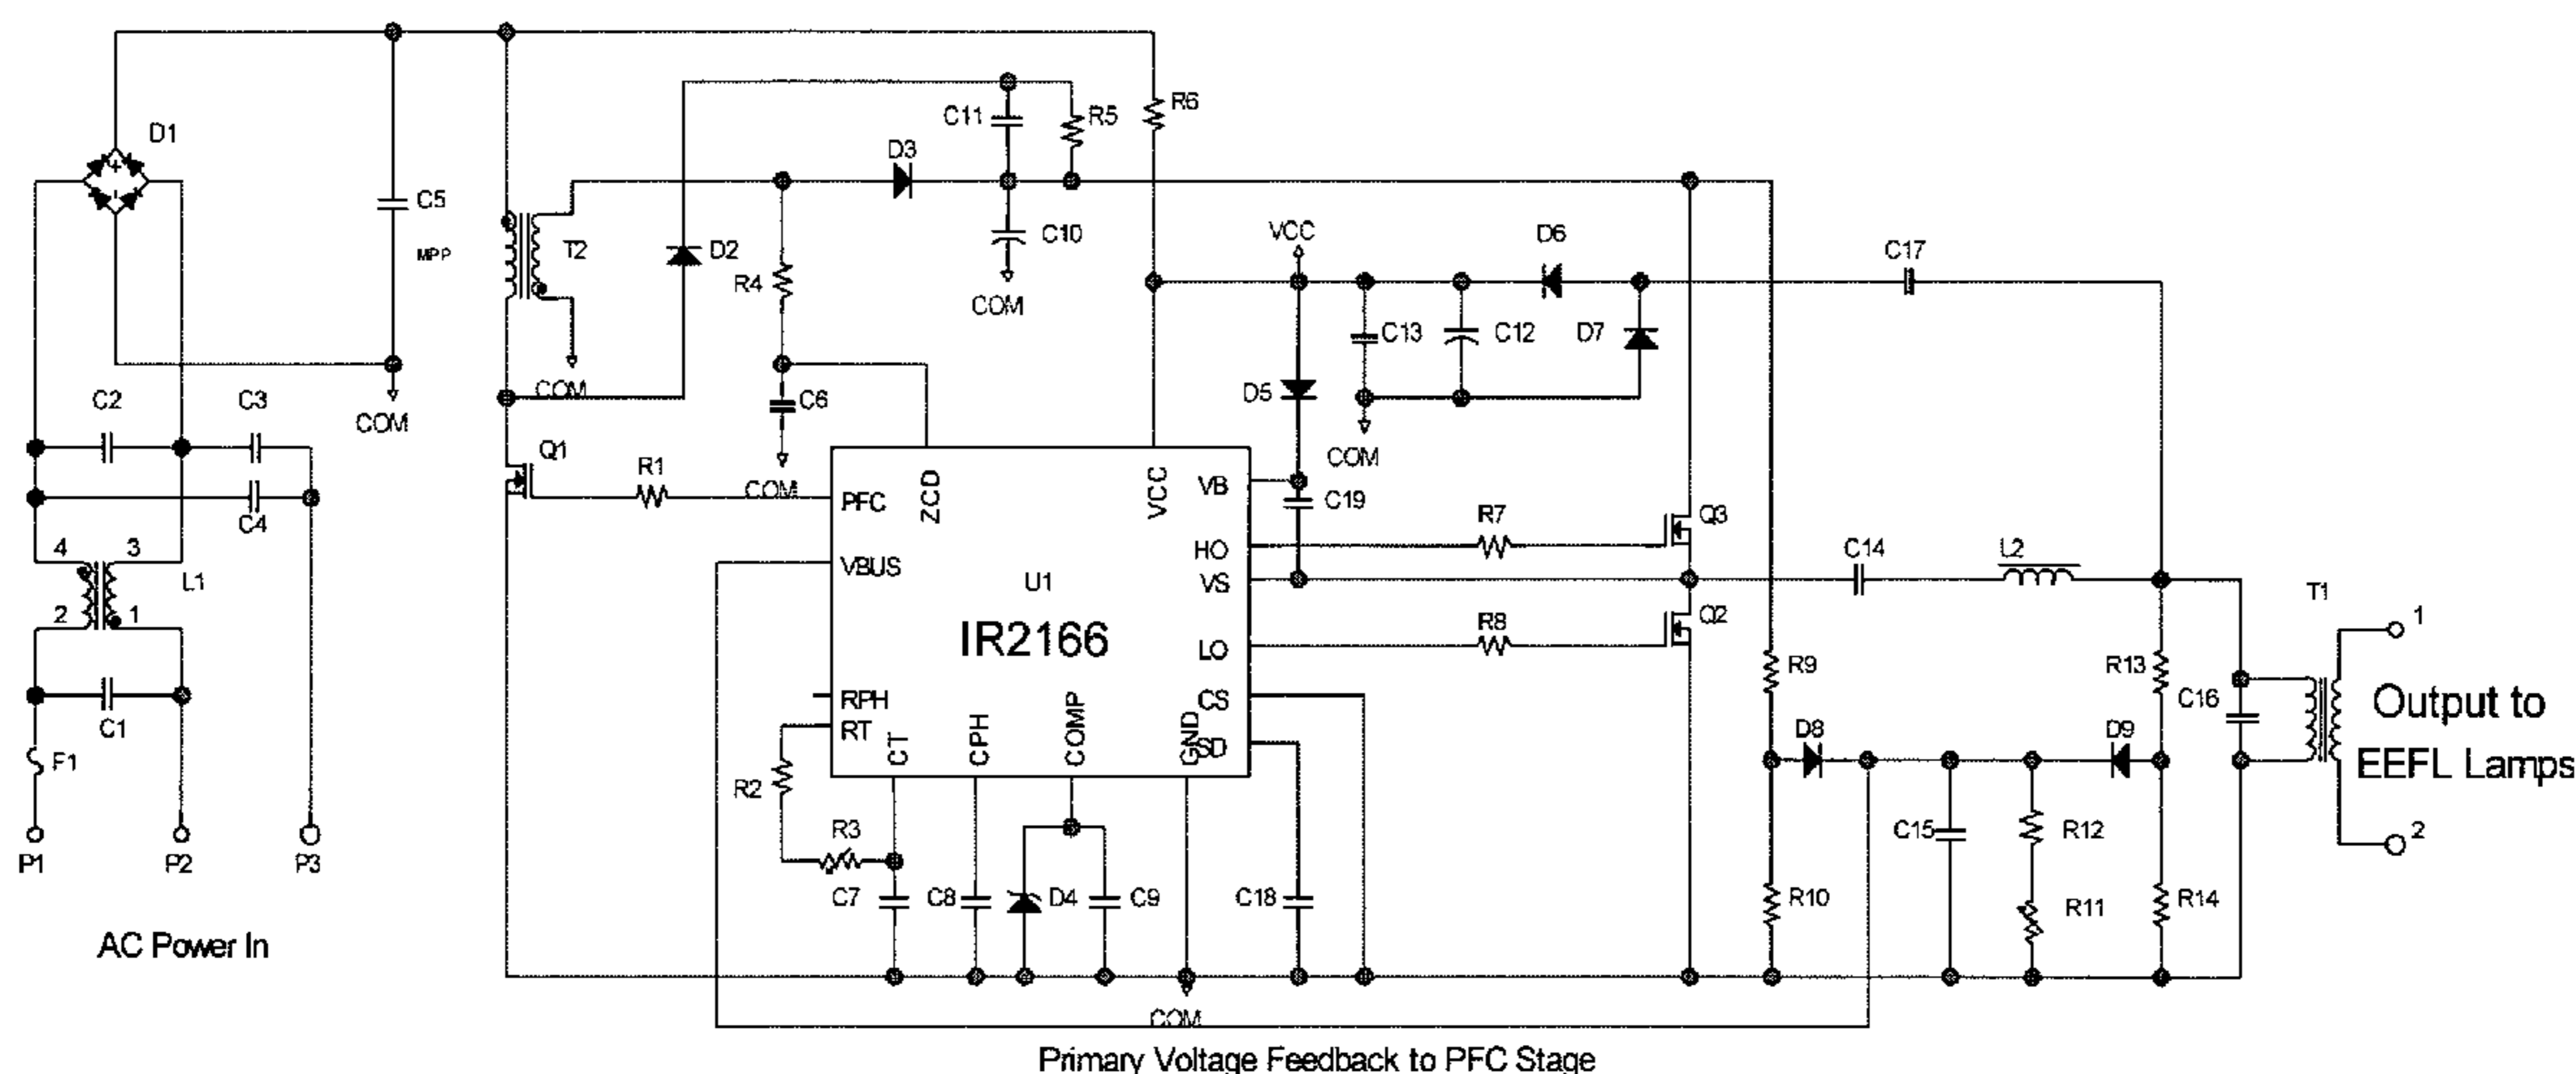 D1
C11
R5
R6
D3
C5
MPP
T2
D2
R4
C10
COM
VCC
D6
C17
C13
C12
D7
COM
C2
C3
COM
C6
D5
COM
C4
Q1
R1
COM
PFC
ZCD
VCC
VB
C19
R7
Q3
4
3
L1
2
1
VBUS
U1
IR2166
HO
VS
LO
R8
Q2
C14
L2
T1
1
C1
F1
RPH
RT
CT
CPH
COMP
GND
CS
SD
R9
R13
C16
Output to
EEFL Lamps
D8
D9
R2
R3
C7
C8
D4
C9
C18
C15
R12
R10
R11
R14
2
P1
P2
P3
AC Power In
COM
Primary Voltage Feedback to PFC Stage